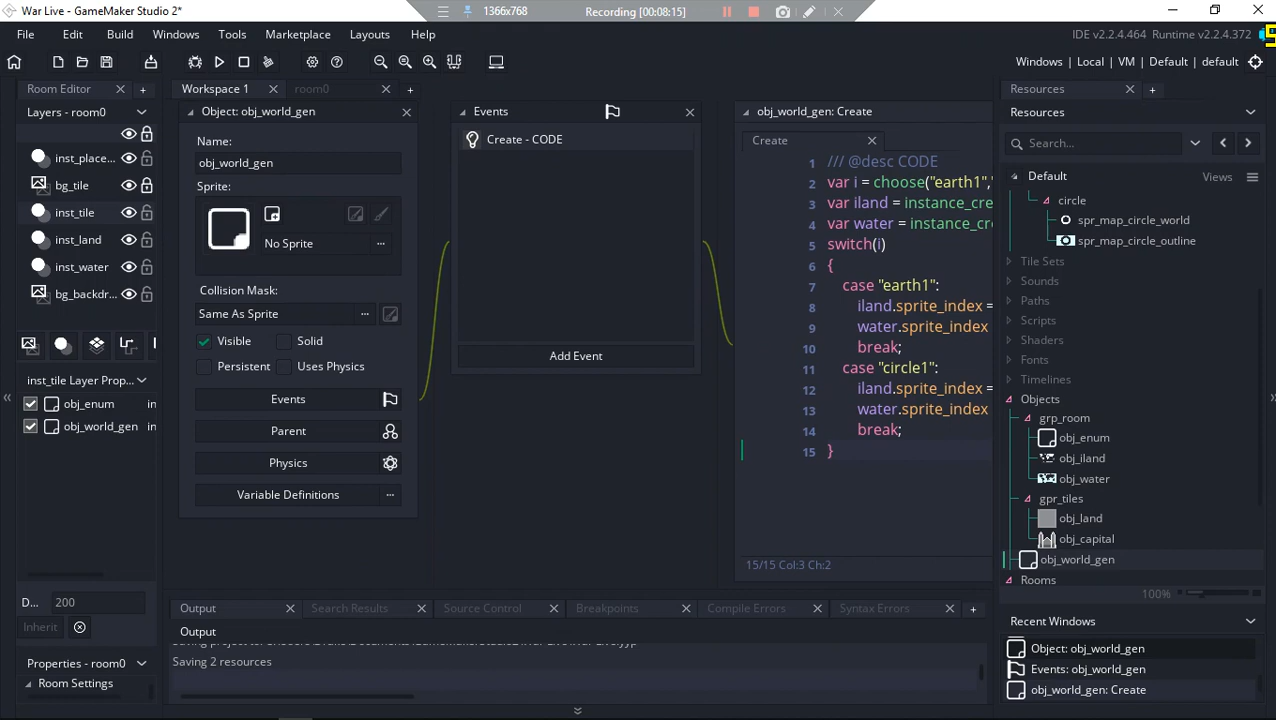 War Live - GameMaker Studio 2*
1366x768
Recording [00:08:15]
File Edit Build Windows Tools Marketplace Layouts Help
IDE v2.2.4.464 Runtime v2.2.4.372
Windows | Local | VM | Default | default
Room Editor
Workspace 1
room0
Resources
Layers - room0
Object: obj_world_gen
Events
obj_world_gen: Create
Resources
Name:
Create - CODE
Create
Search...
obj_world_gen
1 /// @desc CODE
inst_place...
Default
Views
bg_tile
Sprite:
2 var i = choose("earth1","
circle
inst_tile
3 var iland = instance_cre
spr_map_circle_world
No Sprite
4 var water = instance_cre
spr_map_circle_outline
inst_land
5 switch(i)
Tile Sets
inst_water
6 {
Sounds
Collision Mask:
7 case "earth1":
Paths
bg_backdr...
Same As Sprite
8 iland.sprite_index =
Scripts
Visible
Solid
9 water.sprite_index
Shaders
Persistent
Uses Physics
Add Event
10 break;
Fonts
inst_tile Layer Prop...
11 case "circle1":
Timelines
obj_enum in
Events
12 iland.sprite_index =
Objects
obj_world_gen in
13 water.sprite_index
grp_room
Parent
14 break;
obj_enum
15 }
obj_iland
Physics
obj_water
Variable Definitions
gpr_tiles
obj_land
obj_capital
15/15 Col:3 Ch:2
obj_world_gen
Rooms
100%
D... 200
Output
Search Results
Source Control
Breakpoints
Compile Errors
Syntax Errors
Inherit
Output
Recent Windows
Object: obj_world_gen
Saving 2 resources
Properties - room0
Events: obj_world_gen
Room Settings
obj_world_gen: Create